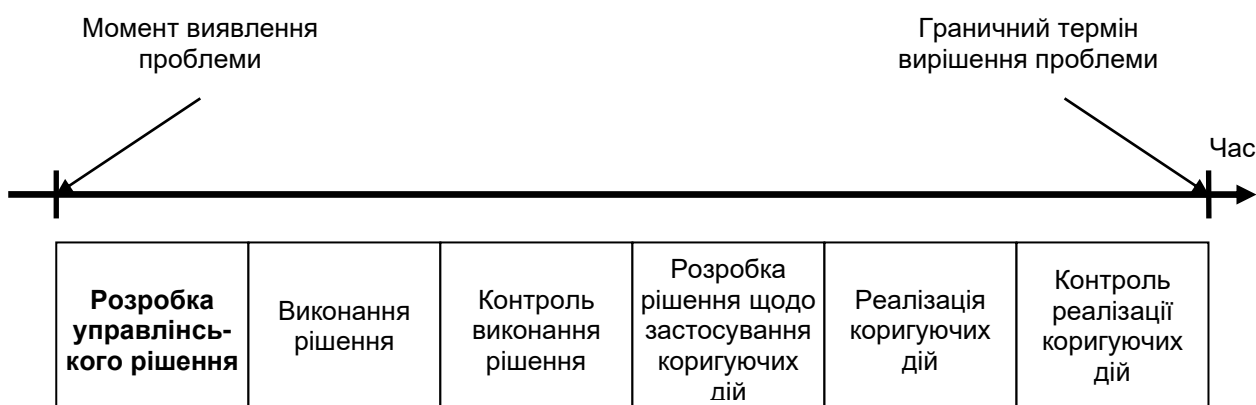 Момент виявлення
проблеми
Граничний термін
вирішення проблеми
Час
Розробка
управлінсь-
кого рішення
Виконання
рішення
Контроль
виконання
рішення
Розробка
рішення щодо
застосування
коригуючих
дій
Реалізація
коригуючих
дій
Контроль
реалізації
коригуючих
дій